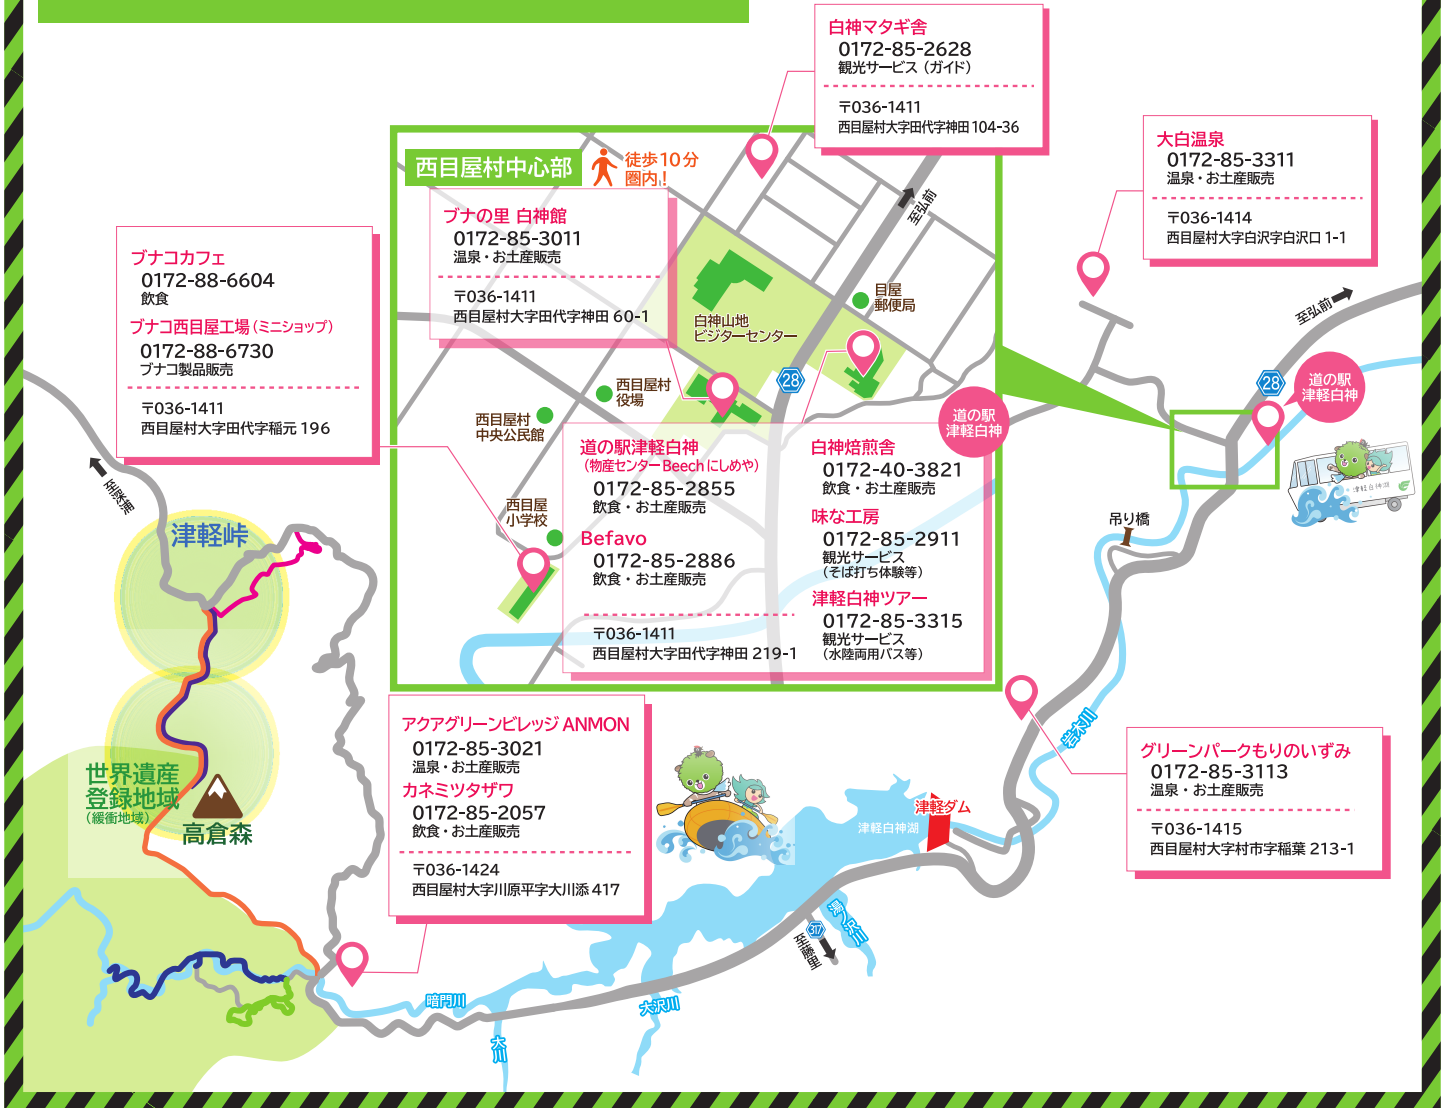 白神マタギ舎
0172-85-2628
観光サービス（ガイド）
〒036-1411
西目屋村大字田代字神田 104-36
大白温泉
0172-85-3311
温泉・お土産販売
〒036-1414
西目屋村大字白沢字白沢口 1-1
西目屋村中心部
徒歩10分
圏内！
至弘前
ブナの里 白神館
0172-85-3011
温泉・お土産販売
〒036-1411
西目屋村大字田代字神田 60-1
ブナコカフェ
0172-88-6604
飲食
ブナコ西目屋工場（ミニショップ）
0172-88-6730
ブナコ製品販売
〒036-1411
西目屋村大字田代字稲元 196
目屋
郵便局
白神山地
ビジターセンター
28
西目屋村
役場
西目屋村
中央公民館
西目屋
小学校
道の駅
津軽白神
道の駅津軽白神
（物産センター Beech にしめや）
0172-85-2855
飲食・お土産販売
Befavo
0172-85-2886
飲食・お土産販売
〒036-1411
西目屋村大字田代字神田 219-1
白神焙煎舎
0172-40-3821
飲食・お土産販売
味な工房
0172-85-2911
観光サービス
（そば打ち体験等）
津軽白神ツアー
0172-85-3315
観光サービス
（水陸両用バス等）
至弘前
28
道の駅
津軽白神
津軽白神湖
吊り橋
至深浦
津軽峠
世界遺産
登録地域
（緩衝地域）
高倉森
アクアグリーンビレッジ ANMON
0172-85-3021
温泉・お土産販売
カネミツタザワ
0172-85-2057
飲食・お土産販売
〒036-1424
西目屋村大字川原平字大川添 417
岩木川
グリーンパークもりのいずみ
0172-85-3113
温泉・お土産販売
〒036-1415
西目屋村大字村市字稲葉 213-1
津軽ダム
津軽白神湖
湯ノ沢川
317
至藤里
大沢川
暗門川
大川